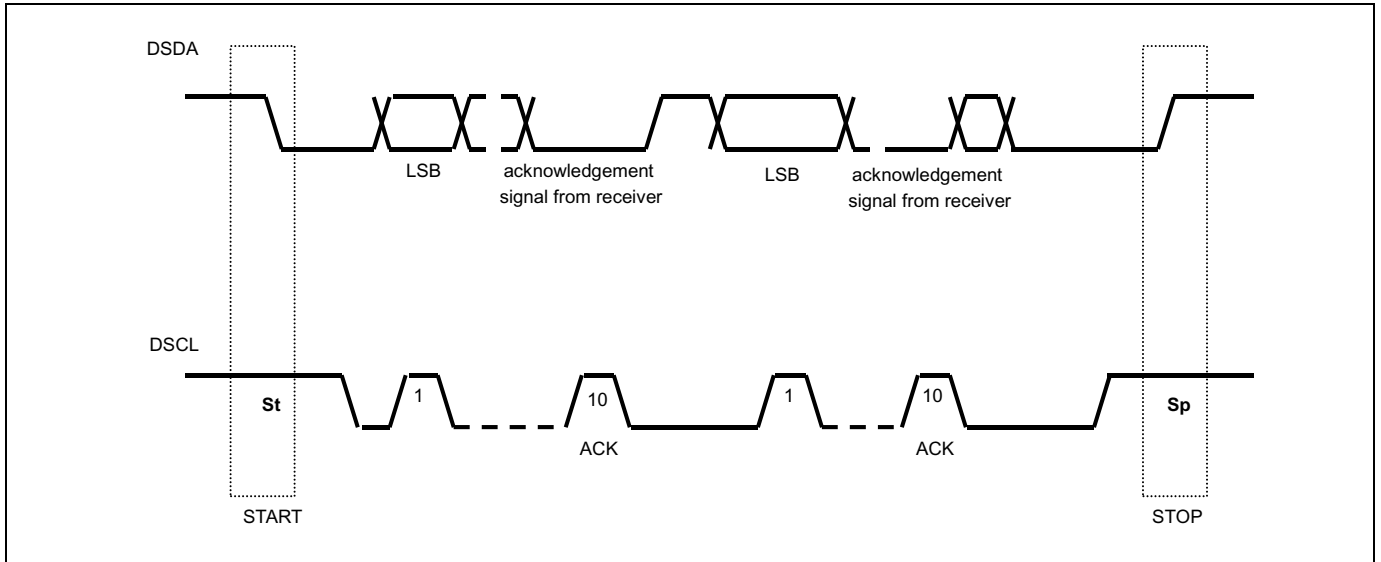 DSDA
LSB
acknowledgement
signal from receiver
LSB
acknowledgement
signal from receiver
DSCL
St
1
10
1
10
Sp
ACK
ACK
START
STOP